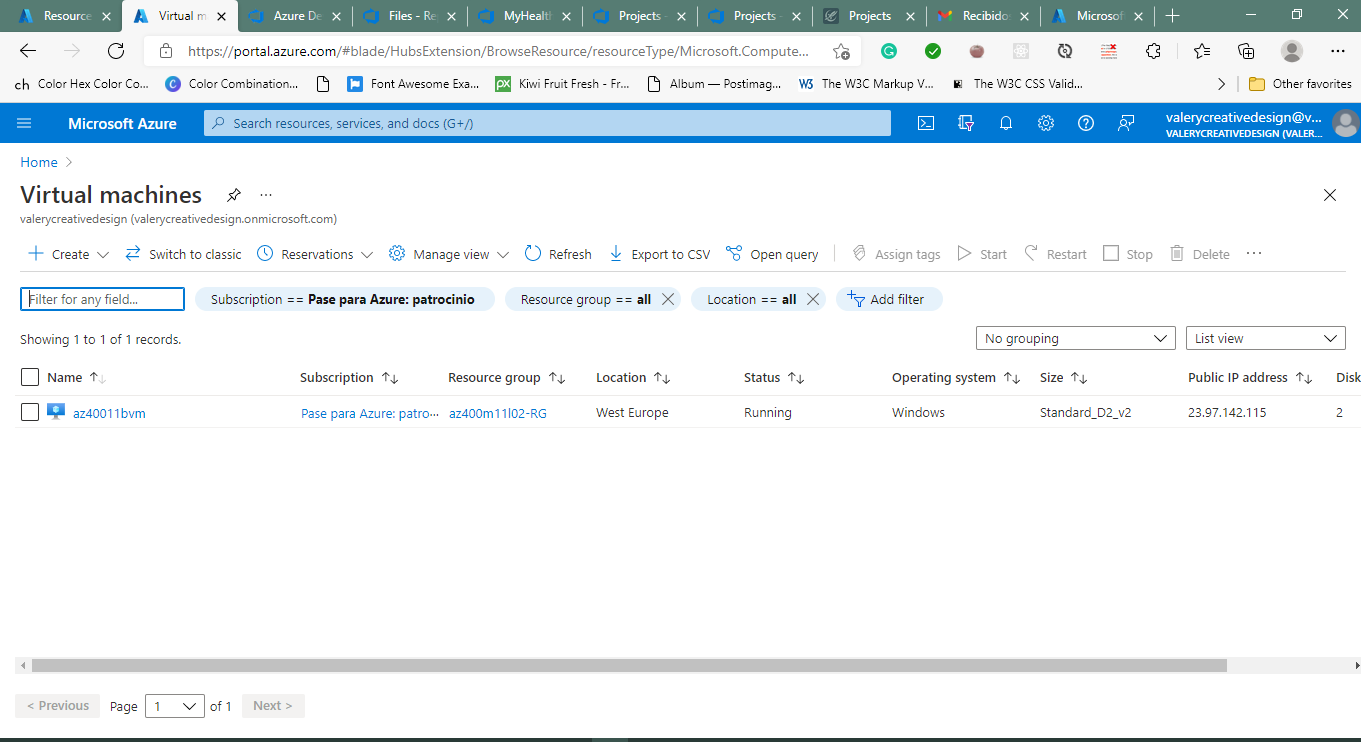 Resource Virtual m Azure De Files - Re MyHealth Projects - Projects - Projects Recibidos Microsoft
https://portal.azure.com/#blade/HubsExtension/BrowseResource/resourceType/Microsoft.Compute...
ch Color Hex Color Co... C Color Combination... Font Awesome Exa... px Kiwi Fruit Fresh - Fr... Album — Postimag... W3 The W3C Markup V... The W3C CSS Valid... Other favorites
Microsoft Azure Search resources, services, and docs (G+/) valerycreativedesign@v...
VALERYCREATIVEDESIGN (VALER...
Home >
Virtual machines ...
valerycreativedesign (valerycreativedesign.onmicrosoft.com)
Create Switch to classic Reservations Manage view Refresh Export to CSV Open query Assign tags Start Restart Stop Delete ...
Filter for any field... Subscription == Pase para Azure: patrocinio Resource group == all Location == all Add filter
Showing 1 to 1 of 1 records. No grouping List view
Name Subscription Resource group Location Status Operating system Size Public IP address Disk
az40011bvm Pase para Azure: patro... az400m11l02-RG West Europe Running Windows Standard_D2_v2 23.97.142.115 2
< Previous Page 1 of 1 Next >